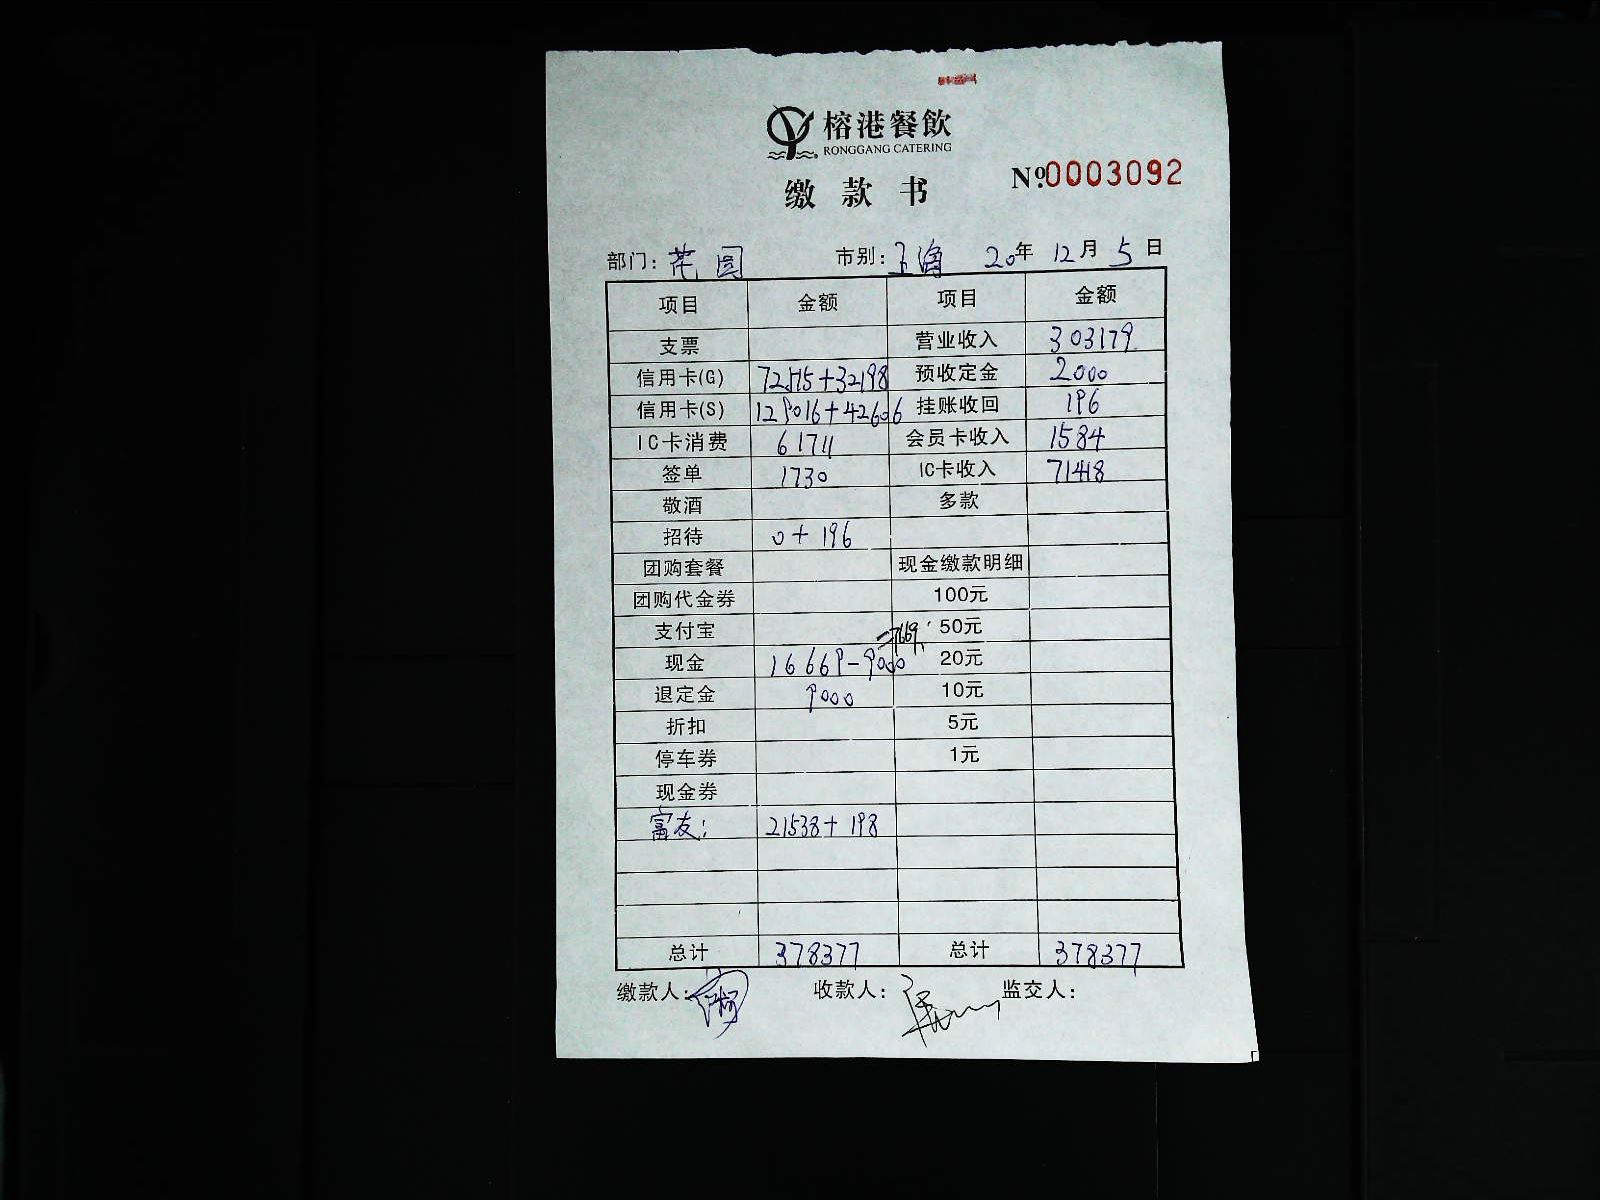 榕港餐飲
RONGGANG CATERING
缴款书
№0003092
部门: 花园 市别: 20年 12月 5日
项目 金额 项目 金额
支票 营业收入 303179
信用卡(G) 72515+32198 预收定金 2000
信用卡(S) 129016+42606 挂账收回 196
IC卡消费 61711 会员卡收入 1584
签单 1730 IC卡收入 71418
敬酒 多款
招待 0+196
团购套餐 现金缴款明细
团购代金券 100元
支付宝 =7669 50元
现金 16669-9000 20元
退定金 9000 10元
折扣 5元
停车券 1元
现金券
富友: 21538+198
总计 378377 总计 378377
缴款人: 收款人: 监交人: